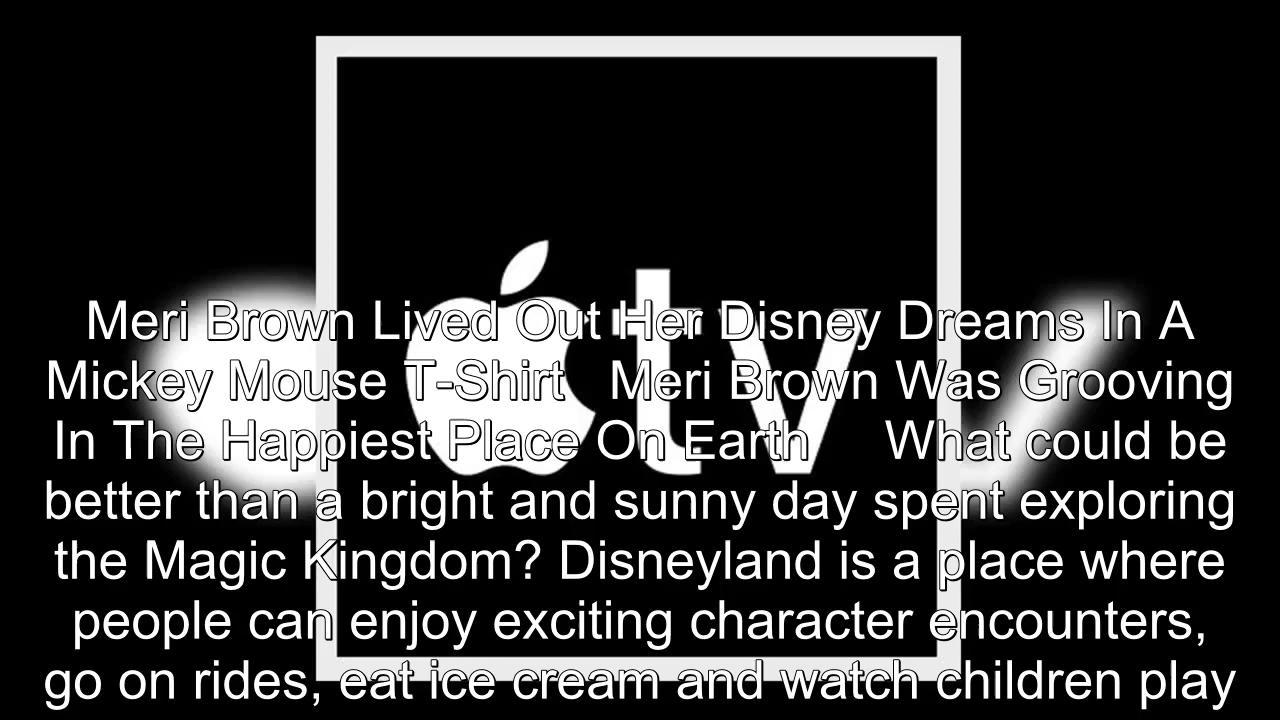 tv
Meri Brown Lived Out Her Disney Dreams In A
Mickey Mouse T-Shirt   Meri Brown Was Grooving
In The Happiest Place On Earth     What could be
better than a bright and sunny day spent exploring
the Magic Kingdom? Disneyland is a place where
people can enjoy exciting character encounters,
go on rides, eat ice cream and watch children play